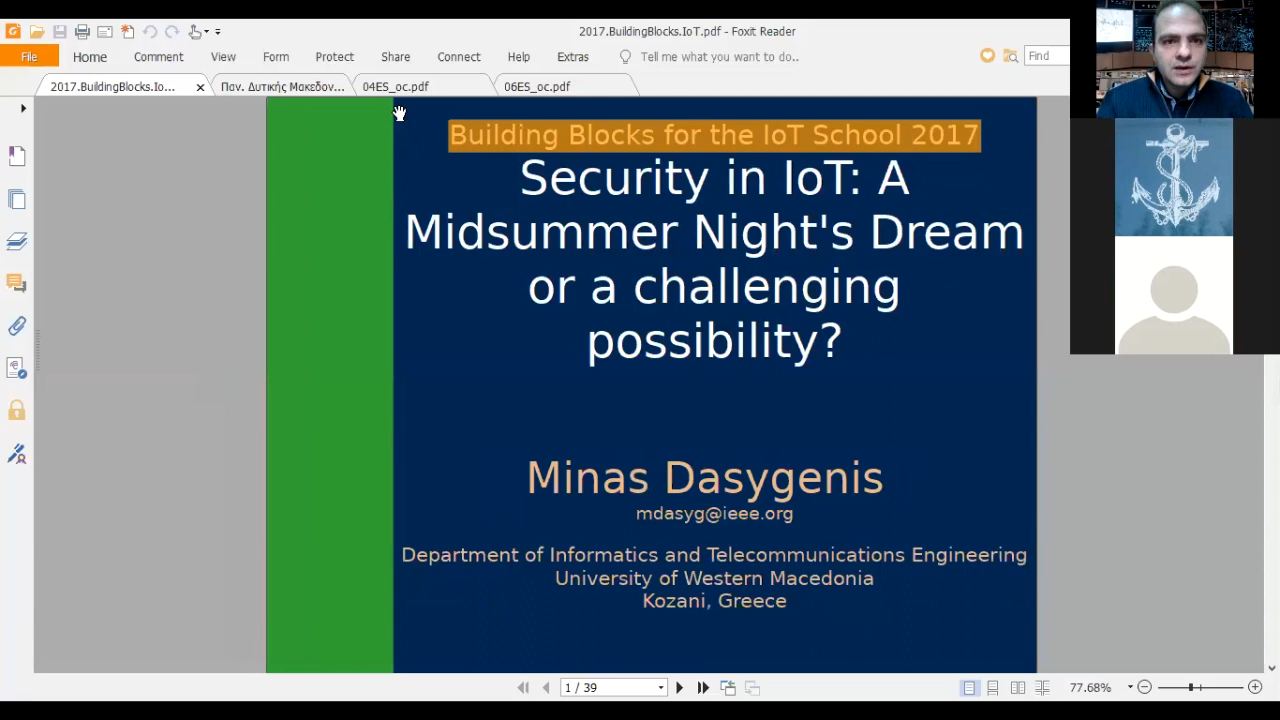 2017.BuildingBlocks.IoT.pdf - Foxit Reader
File Home Comment View Form Protect Share Connect Help Extras Tell me what you want to do... Find
2017.BuildingBlocks.Io... Παν. Δυτικής Μακεδον... 04ES_oc.pdf 06ES_oc.pdf
Building Blocks for the IoT School 2017
Security in IoT: A
Midsummer Night's Dream
or a challenging
possibility?
Minas Dasygenis
mdasyg@ieee.org
Department of Informatics and Telecommunications Engineering
University of Western Macedonia
Kozani, Greece
1 / 39 77.68%